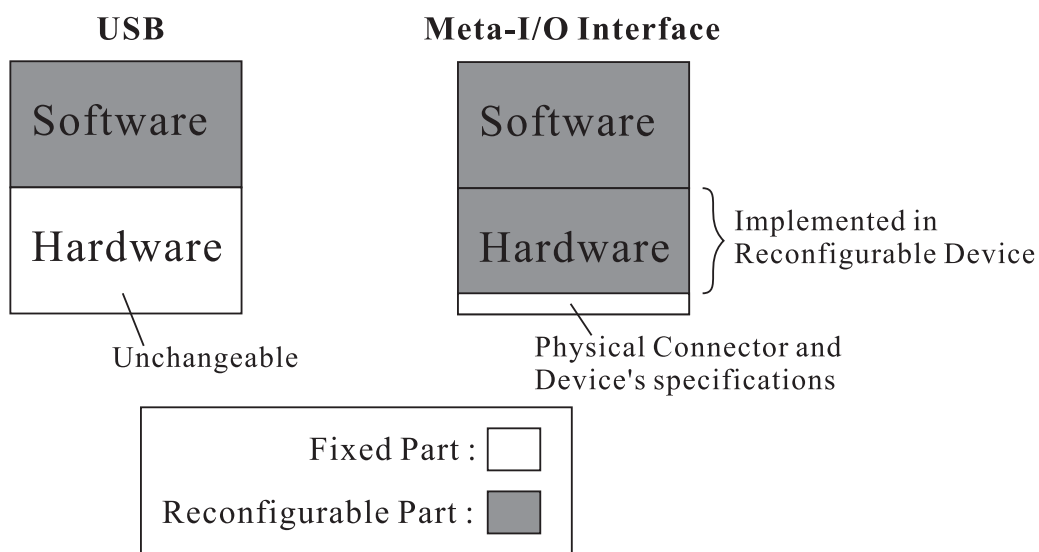 USB
Software
Hardware
Unchangeable
Meta-I/O Interface
Software
Hardware
Implemented in
Reconfigurable Device
Physical Connector and
Device's specifications
Fixed Part :
Reconfigurable Part :